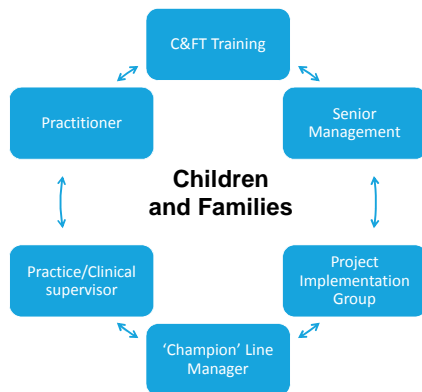 C&FT Training
Practitioner
Senior
Management
Children
and Families
Practice/Clinical
supervisor
Project
Implementation
Group
‘Champion’ Line
Manager